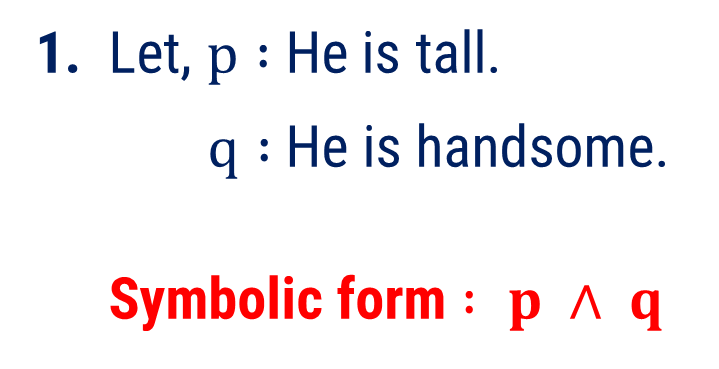 1. Let, p : He is tall.
q : He is handsome.
Symbolic form : p ∧ q